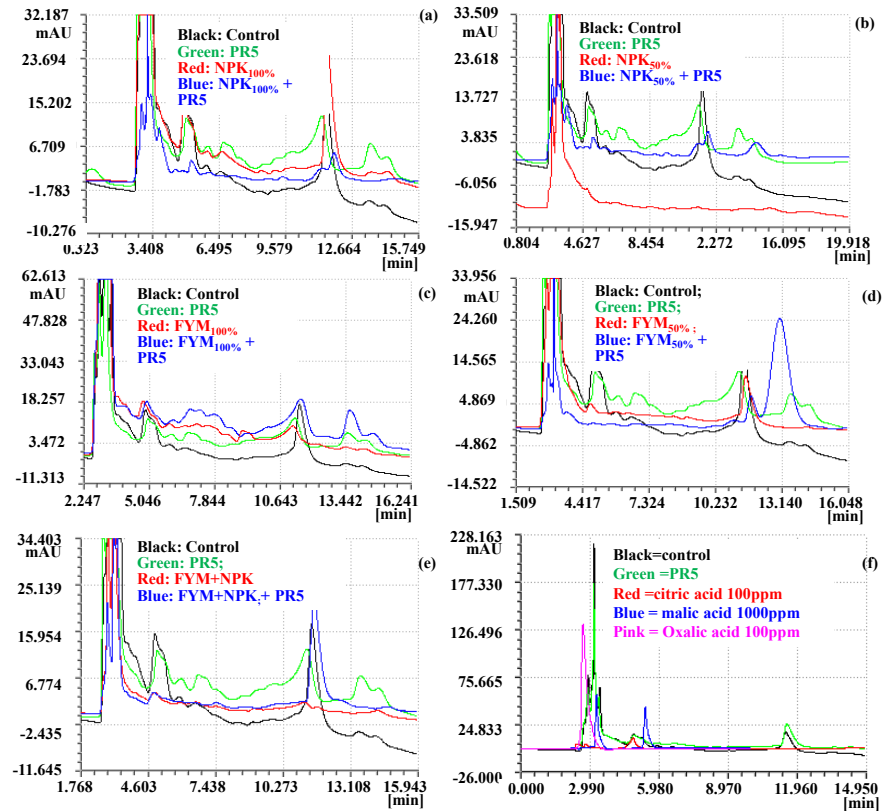 32.187
mAU
23.694
15.202
6.709
-1.783
-10.276
0.523 3.408 6.495 9.579 12.664 15.749
[min]
(a)
Black: Control
Green: PR5
Red: NPK100%
Blue: NPK100% +
PR5
33.509
mAU
23.618
13.727
3.835
-6.056
-15.947
0.804 4.627 8.454 2.272 16.095 19.918
[min]
(b)
Black: Control
Green: PR5
Red: NPK50%
Blue: NPK50% + PR5
62.613
mAU
47.828
33.043
18.257
3.472
-11.313
2.247 5.046 7.844 10.643 13.442 16.241
[min]
(c)
Black: Control
Green: PR5
Red: FYM100%
Blue: FYM100% +
PR5
33.956
mAU
24.260
14.565
4.869
-4.862
-14.522
1.509 4.417 7.324 10.232 13.140 16.048
[min]
(d)
Black: Control;
Green: PR5;
Red: FYM50% ;
Blue: FYM50% +
PR5
34.403
mAU
25.139
15.954
6.774
-2.435
-11.645
1.768 4.603 7.438 10.273 13.108 15.943
[min]
(e)
Black: Control
Green: PR5;
Red: FYM+NPK
Blue: FYM+NPK;+ PR5
228.163
mAU
177.330
126.496
75.665
24.833
-26.000
0.000 2.990 5.980 8.970 11.960 14.950
[min]
(f)
Black=control
Green =PR5
Red =citric acid 100ppm
Blue = malic acid 1000ppm
Pink = Oxalic acid 100ppm